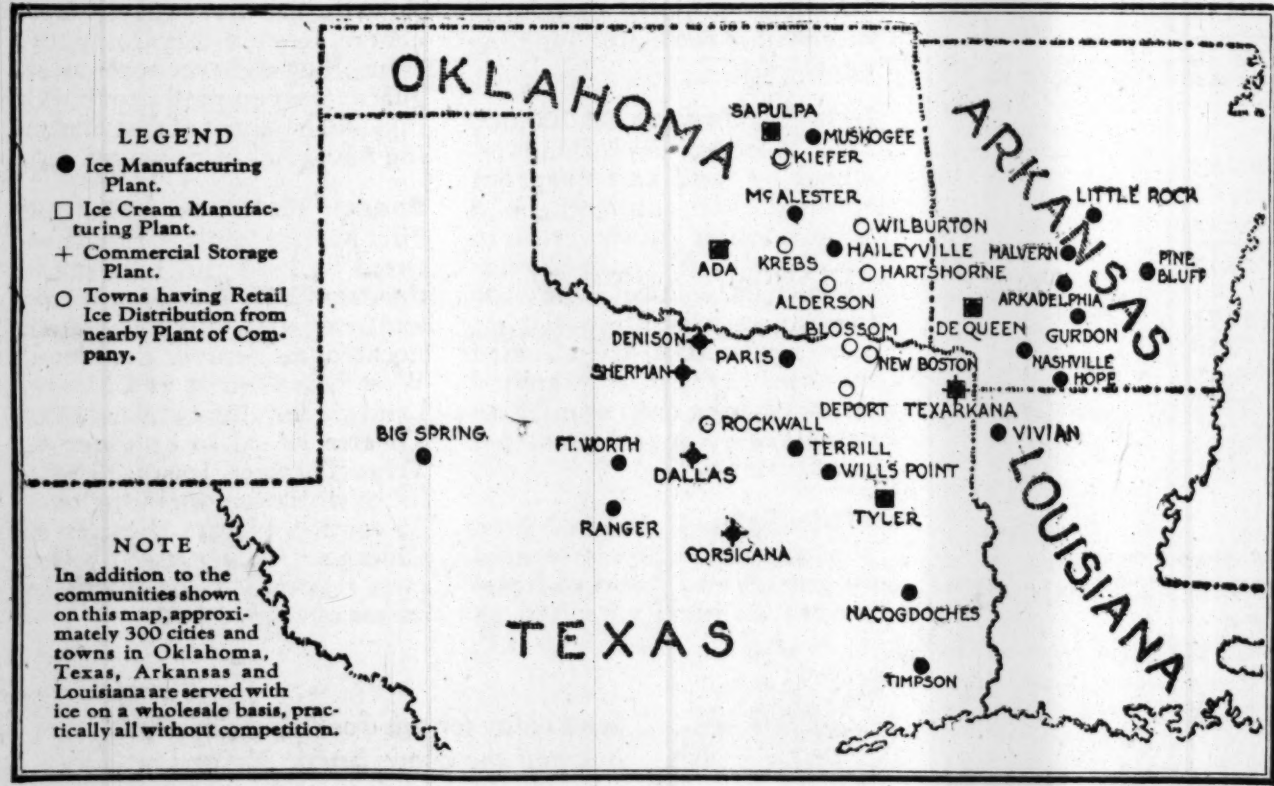 OKLAHOMA
ARKANSAS
LEGEND
Ice Manufacturing
Plant.
Ice Cream Manufac-
turing Plant.
Commercial Storage
Plant.
Towns having Retail
Ice Distribution from
nearby Plant of Com-
pany.
SAPULPA
MUSKOGEE
KIEFER
McALESTER
WILBURTON
KREBS
HAILEYVILLE
ADA
HARTSHORNE
ALDERSON
LITTLE ROCK
MALVERN
PINE
BLUFF
ARKADELPHIA
DE QUEEN
GURDON
NASHVILLE
HOPE
BLOSSOM
DENISON
PARIS
NEW BOSTON
SHERMAN
DEPORT
TEXARKANA
ROCKWALL
BIG SPRING.
FT. WORTH
TERRILL
VIVIAN
DALLAS
WILL'S POINT
TYLER
RANGER
CORSICANA
LOUISIANA
NACOGDOCHES
TEXAS
TIMPSON
NOTE
In addition to the
communities shown
on this map, approxi-
mately 300 cities and
towns in Oklahoma,
Texas, Arkansas and
Louisiana are served with
ice on a wholesale basis, prac-
tically all without competition.